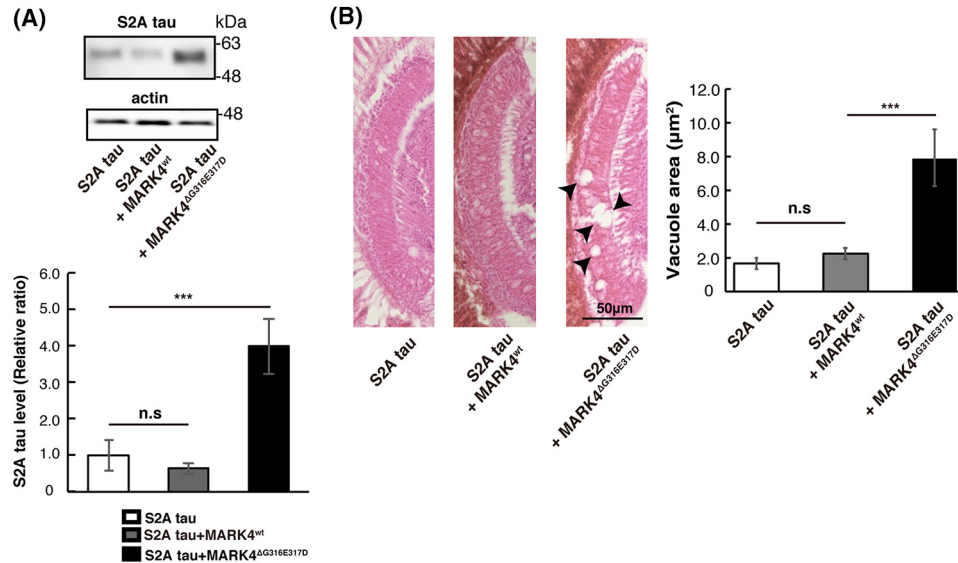 (A)
S2A tau
kDa
-63
-48
actin
-48
S2A tau
S2A tau
+ MARK4wt
S2A tau
+ MARK4ΔG316E317D
S2A tau level (Relative ratio)
6.0
5.0
4.0
3.0
2.0
1.0
0
***
n.s
S2A tau
S2A tau+MARK4wt
S2A tau+MARK4ΔG316E317D
(B)
50μm
S2A tau
S2A tau
+ MARK4wt
S2A tau
+ MARK4ΔG316E317D
Vacuole area (μm²)
12.0
10.0
8.0
6.0
4.0
2.0
0
***
n.s
S2A tau
S2A tau
+ MARK4wt
S2A tau
+ MARK4ΔG316E317D